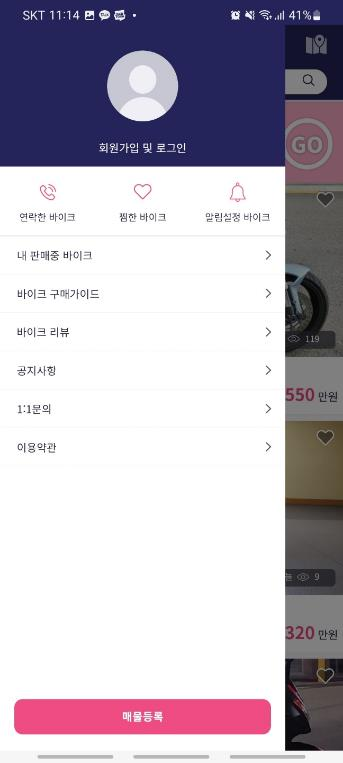 SKT 11:14
41%
회원가입 및 로그인
GO
연락한 바이크
찜한 바이크
알림설정 바이크
내 판매중 바이크
바이크 구매가이드
바이크 리뷰
119
공지사항
550 만원
1:1문의
이용약관
9
320 만원
매물등록